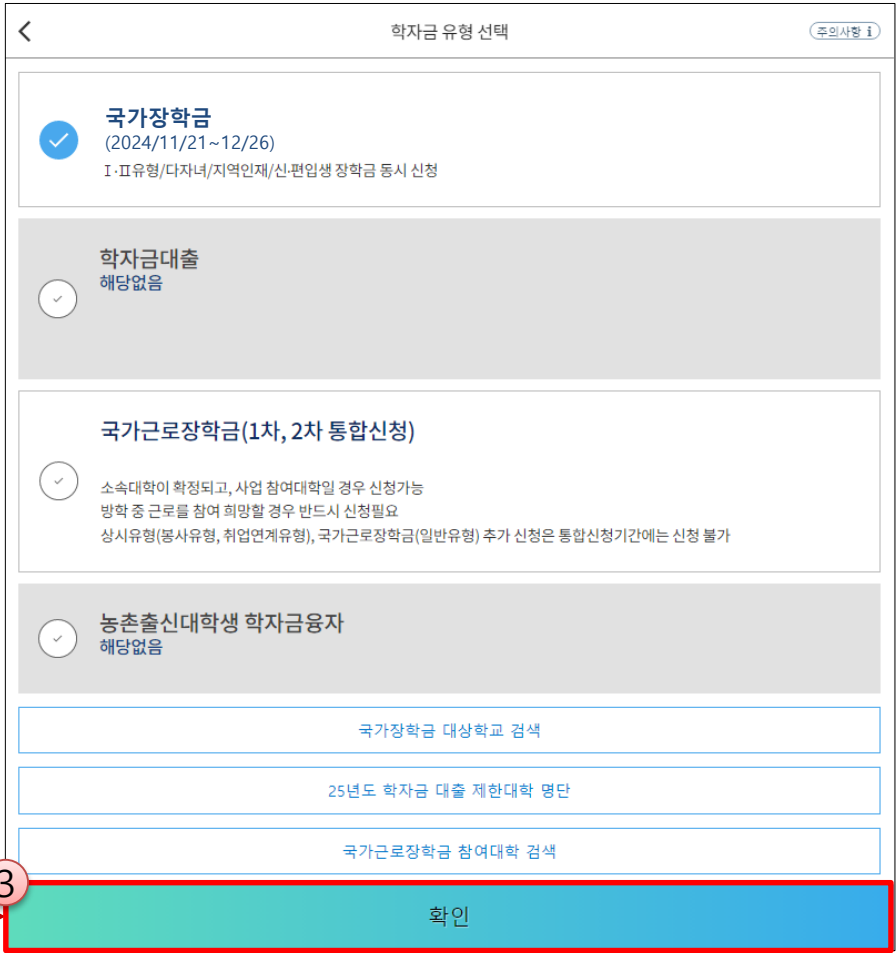 학자금 유형 선택
주의사항 i
국가장학금
(2024/11/21~12/26)
Ⅰ·Ⅱ유형/다자녀/지역인재/신·편입생 장학금 동시 신청
학자금대출
해당없음
국가근로장학금(1차, 2차 통합신청)
소속대학이 확정되고, 사업 참여대학일 경우 신청가능
방학 중 근로를 참여 희망할 경우 반드시 신청필요
상시유형(봉사유형, 취업연계유형), 국가근로장학금(일반유형) 추가 신청은 통합신청기간에는 신청 불가
농촌출신대학생 학자금융자
해당없음
국가장학금 대상학교 검색
25년도 학자금 대출 제한대학 명단
국가근로장학금 참여대학 검색
3
확인